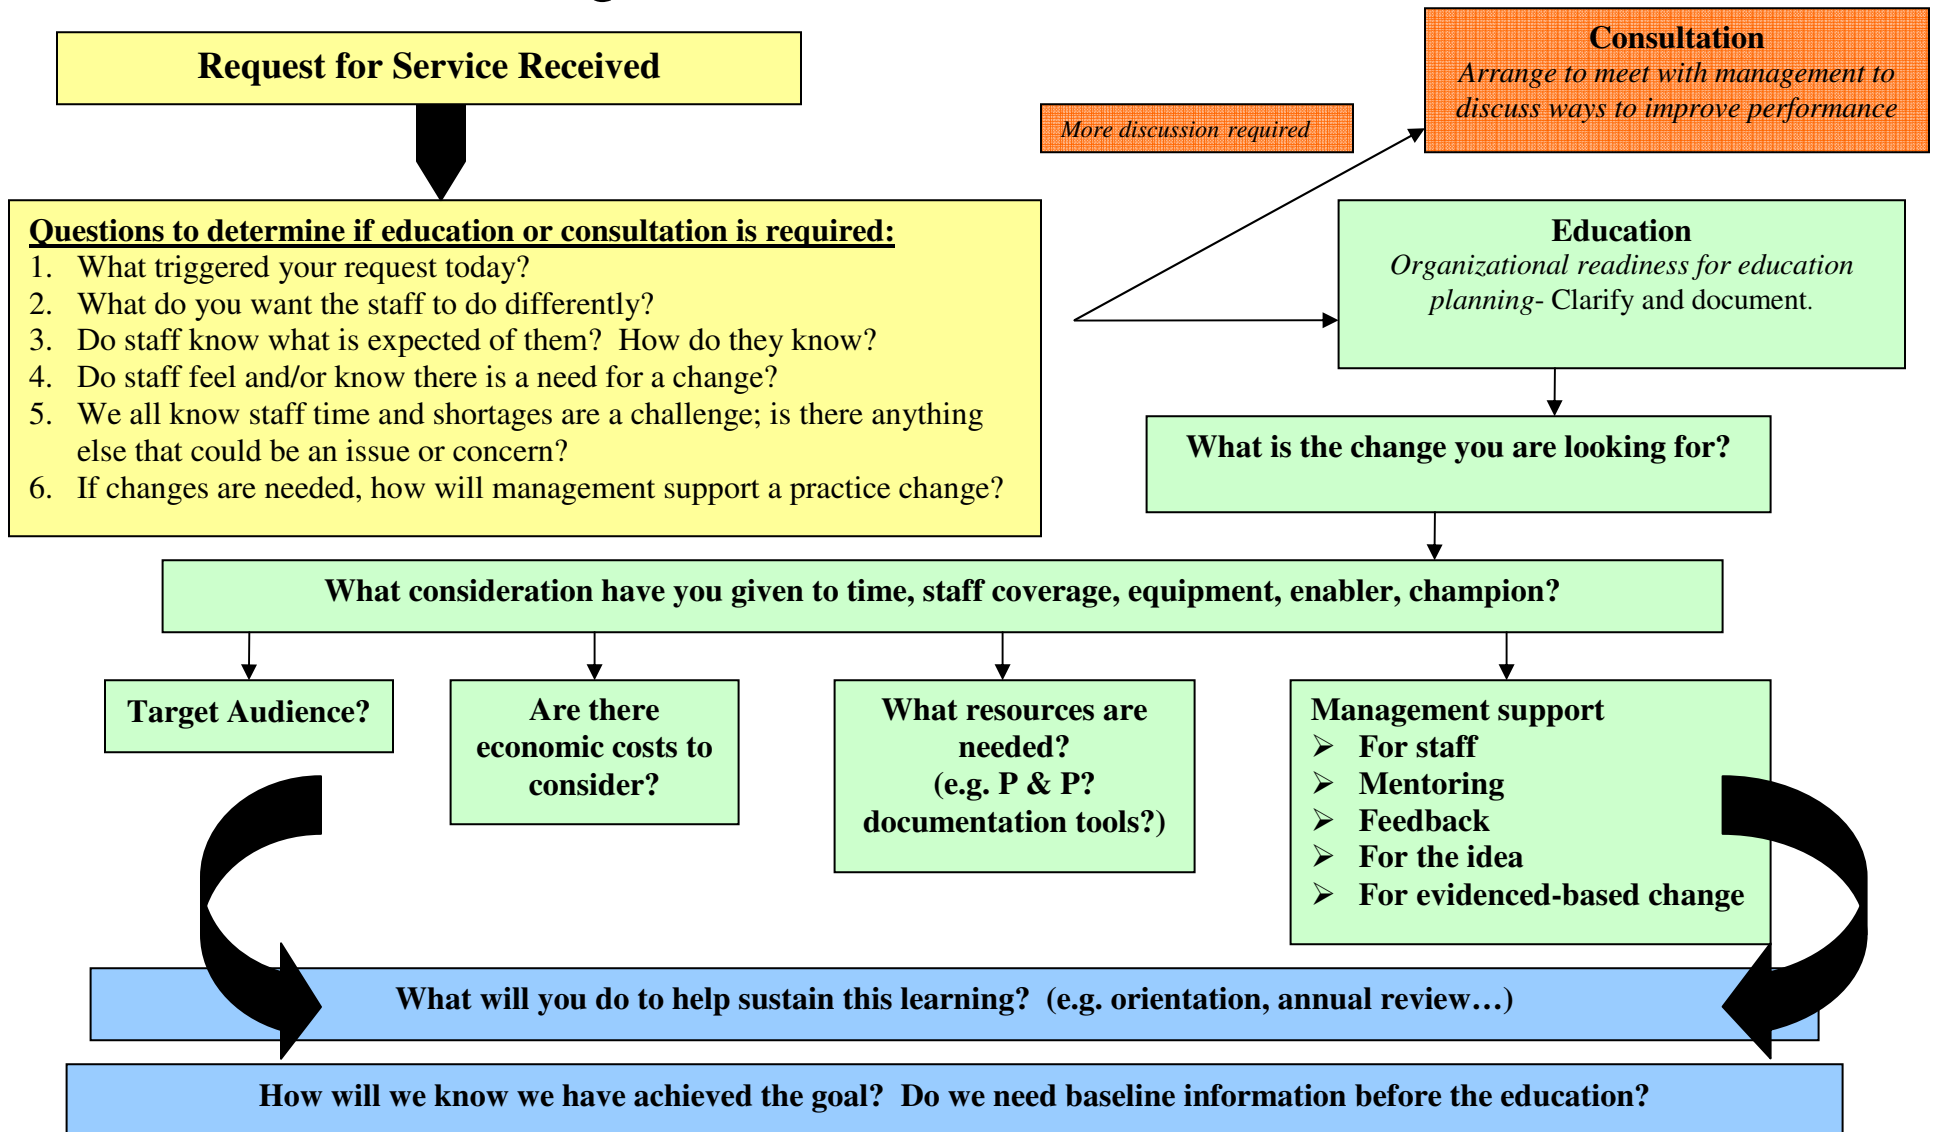 Request for Service Received
Consultation
Arrange to meet with management to
discuss ways to improve performance
More discussion required
Questions to determine if education or consultation is required:
1. What triggered your request today?
2. What do you want the staff to do differently?
3. Do staff know what is expected of them? How do they know?
4. Do staff feel and/or know there is a need for a change?
5. We all know staff time and shortages are a challenge; is there anything
else that could be an issue or concern?
6. If changes are needed, how will management support a practice change?
Education
Organizational readiness for education
planning- Clarify and document.
What is the change you are looking for?
What consideration have you given to time, staff coverage, equipment, enabler, champion?
Target Audience?
Are there
economic costs to
consider?
What resources are
needed?
(e.g. P & P?
documentation tools?)
Management support
➢ For staff
➢ Mentoring
➢ Feedback
➢ For the idea
➢ For evidenced-based change
What will you do to help sustain this learning? (e.g. orientation, annual review…)
How will we know we have achieved the goal? Do we need baseline information before the education?